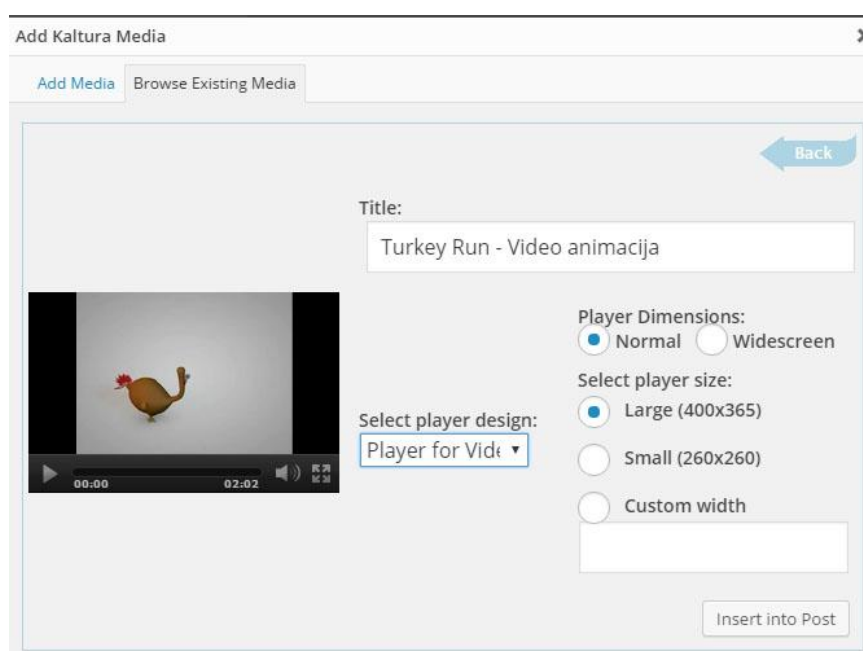 Add Kaltura Media
Add Media Browse Existing Media
Back
Title:
Turkey Run - Video animacija
Player Dimensions:
Normal Widescreen
Select player size:
Large (400x365)
Select player design:
Player for Vide
Small (260x260)
00:00 02:02
Custom width
Insert into Post